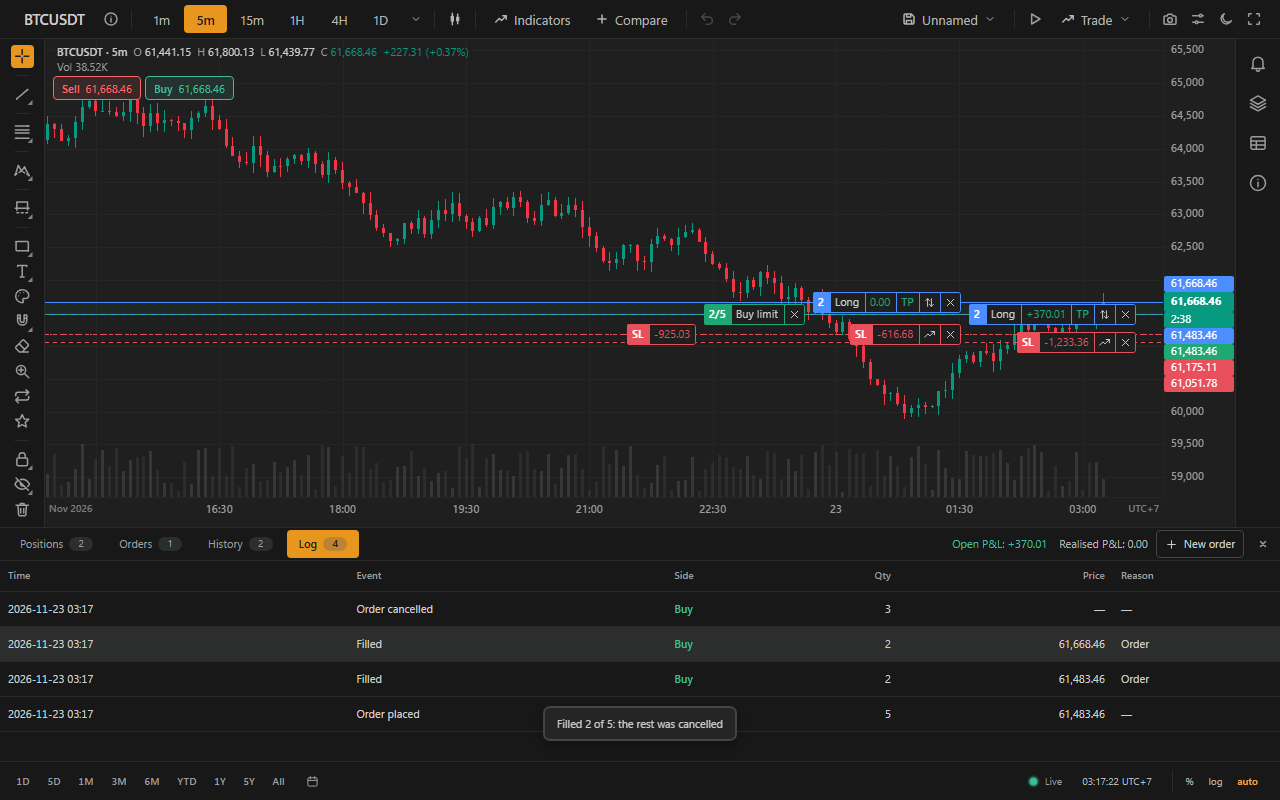 BTCUSDT 1m 5m 15m 1H 4H 1D Indicators Compare Unnamed Trade
BTCUSDT · 5m O 61,441.15 H 61,800.13 L 61,439.77 C 61,668.46 +227.31 (+0.37%)
Vol 38.52K
Sell 61,668.46 Buy 61,668.46
65,500
65,000
64,500
64,000
63,500
63,000
62,500
61,668.46
61,668.46
2:38
61,483.46
61,483.46
61,175.11
61,051.78
60,000
59,500
59,000
2 Long 0.00 TP
2/5 Buy limit
2 Long +370.01 TP
SL -925.03
SL -616.68
SL -1,233.36
Nov 2026 16:30 18:00 19:30 21:00 22:30 23 01:30 03:00 UTC+7
Positions 2 Orders 1 History 2 Log 4 Open P&L: +370.01 Realised P&L: 0.00 New order
Time Event Side Qty Price Reason
2026-11-23 03:17 Order cancelled Buy 3 — —
2026-11-23 03:17 Filled Buy 2 61,668.46 Order
2026-11-23 03:17 Filled Buy 2 61,483.46 Order
2026-11-23 03:17 Order placed 5 61,483.46 —
Filled 2 of 5: the rest was cancelled
1D 5D 1M 3M 6M YTD 1Y 5Y All Live 03:17:22 UTC+7 % log auto